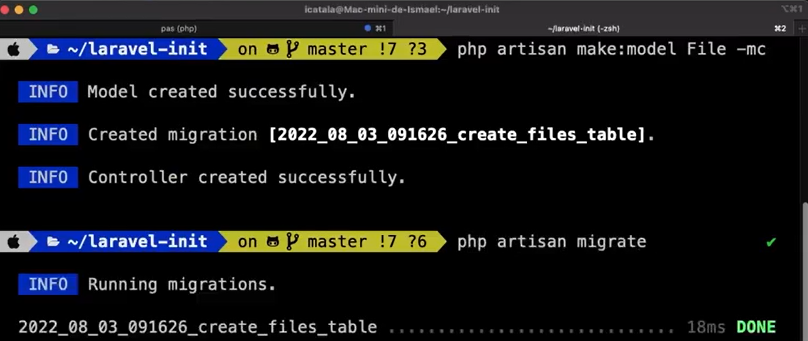 icatala@Mac-mini-de-Ismael:~/laravel-init
⌥⌘1
pas (php)
⌘1
~/laravel-init (-zsh)
⌘2
~/laravel-init on master !7 ?3 php artisan make:model File -mc
INFO Model created successfully.
INFO Created migration [2022_08_03_091626_create_files_table].
INFO Controller created successfully.
~/laravel-init on master !7 ?6 php artisan migrate ✔
INFO Running migrations.
2022_08_03_091626_create_files_table ............................ 18ms DONE